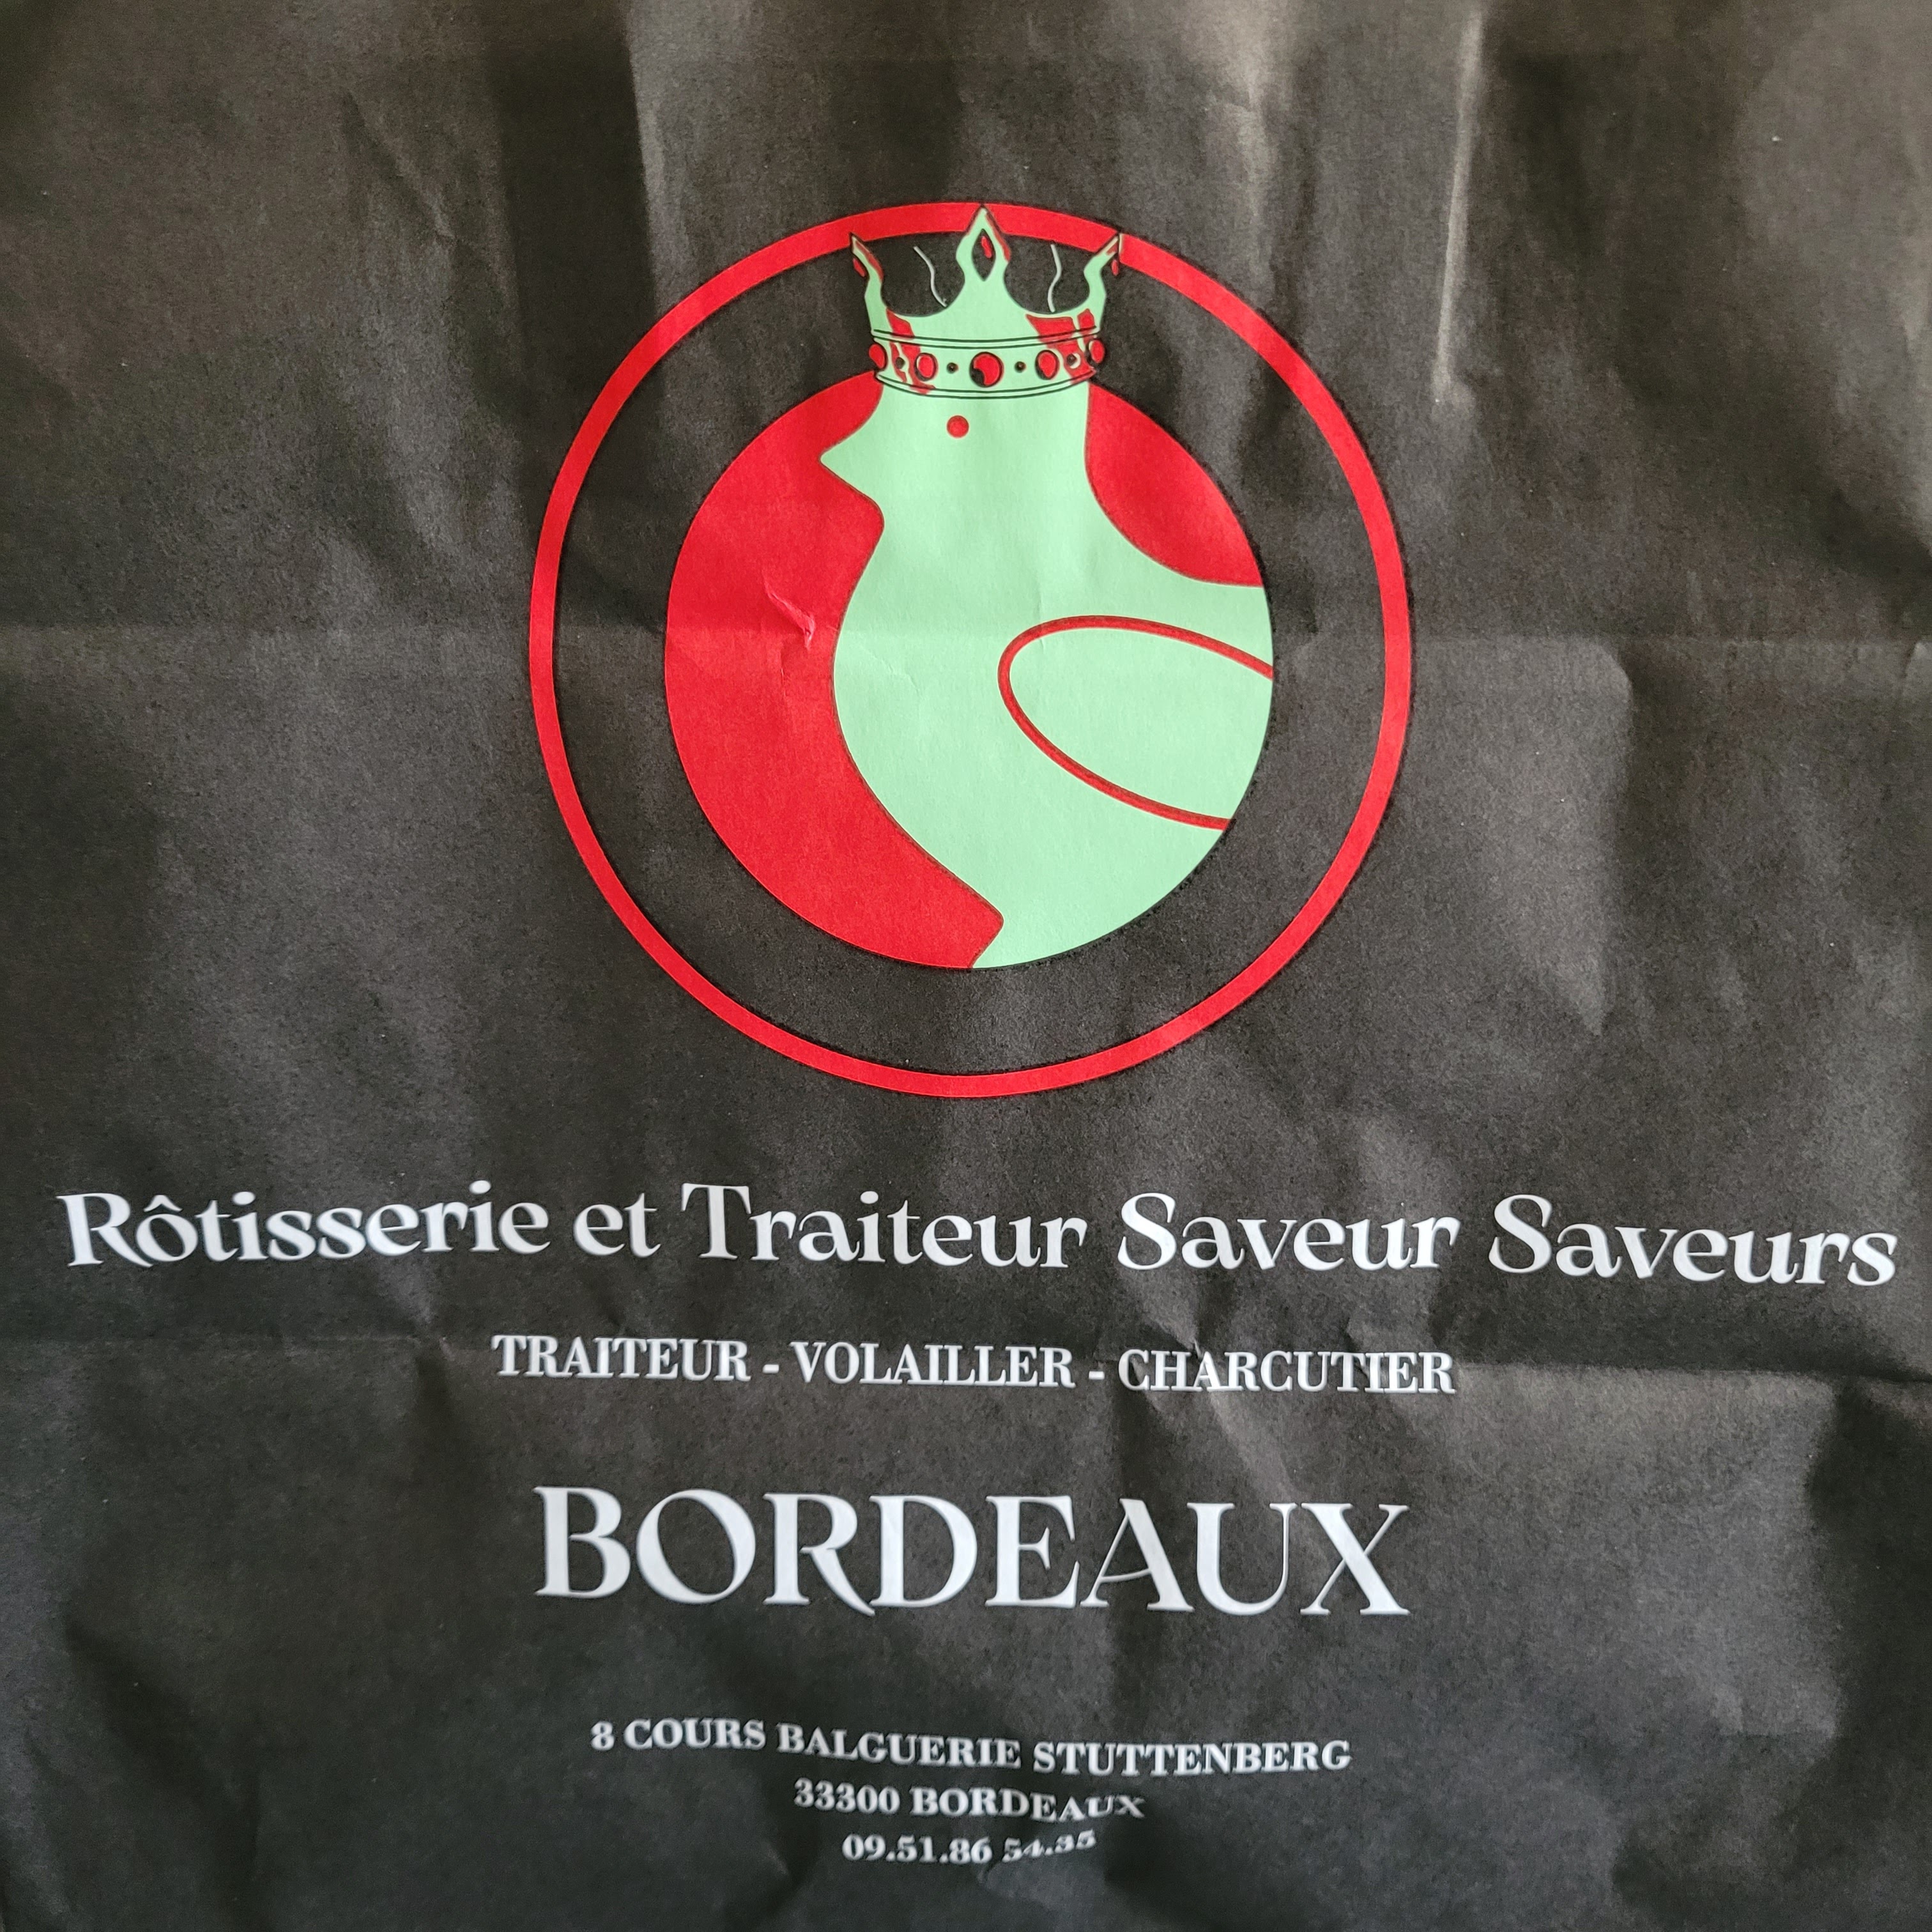 Rôtisserie et Traiteur Saveur Saveurs
TRAITEUR - VOLAILLER - CHARCUTIER
BORDEAUX
8 COURS BALGUERIE STUTTENBERG
33300 BORDEAUX
09.51.86 54.35